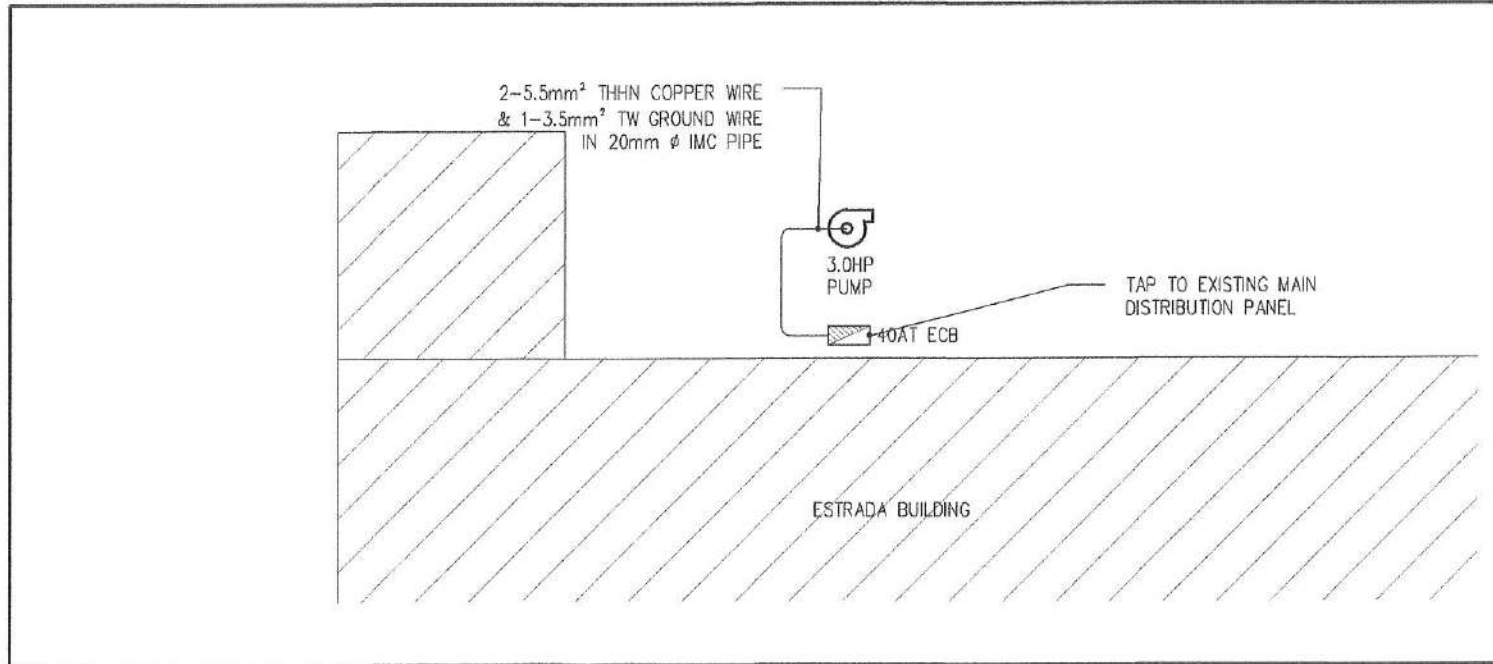 2-5.5mm² THHN COPPER WIRE
& 1-3.5mm² TW GROUND WIRE
IN 20mm ϕ IMC PIPE
3.0HP
PUMP
TAP TO EXISTING MAIN
DISTRIBUTION PANEL
40AT ECB
ESTRADA BUILDING